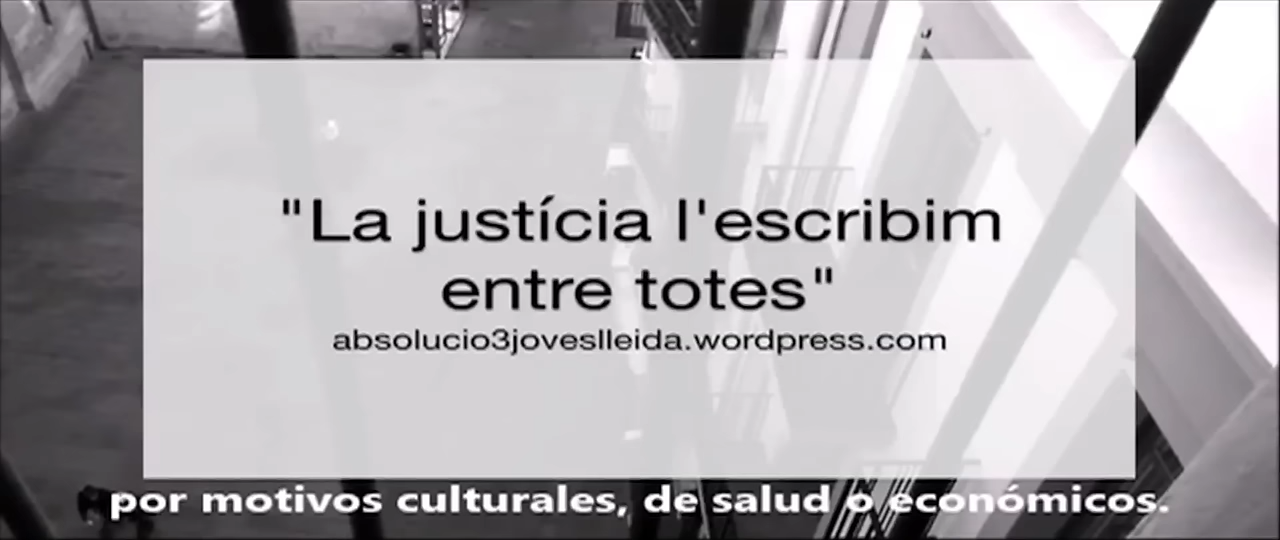 "La justícia l'escribim
entre totes"
absolucio3joveslleida.wordpress.com
por motivos culturales, de salud o económicos.